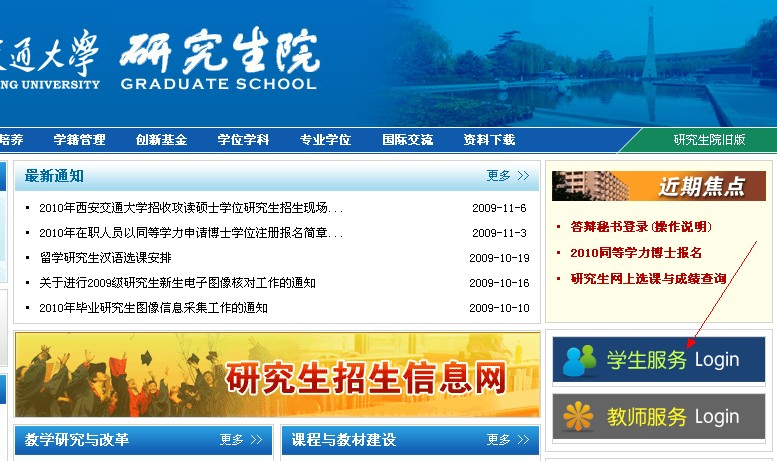 交通大學 研究生院
NG UNIVERSITY GRADUATE SCHOOL
培养 学籍管理 创新基金 学位学科 专业学位 国际交流 资料下载 研究生院旧版
最新通知 更多 >>
· 2010年西安交通大学招收攻读硕士学位研究生招生现场... 2009-11-6
· 2010年在职人员以同等学力申请博士学位注册报名简章... 2009-11-3
· 留学研究生汉语选课安排 2009-10-19
· 关于进行2009级研究生新生电子图像核对工作的通知 2009-10-16
· 2010年毕业研究生图像信息采集工作的通知 2009-10-10
近期焦点
· 答辩秘书登录(操作说明)
· 2010同等学力博士报名
· 研究生网上选课与成绩查询
研究生招生信息网
学生服务 Login
教师服务 Login
教学研究与改革 更多 >>
课程与教材建设 更多 >>